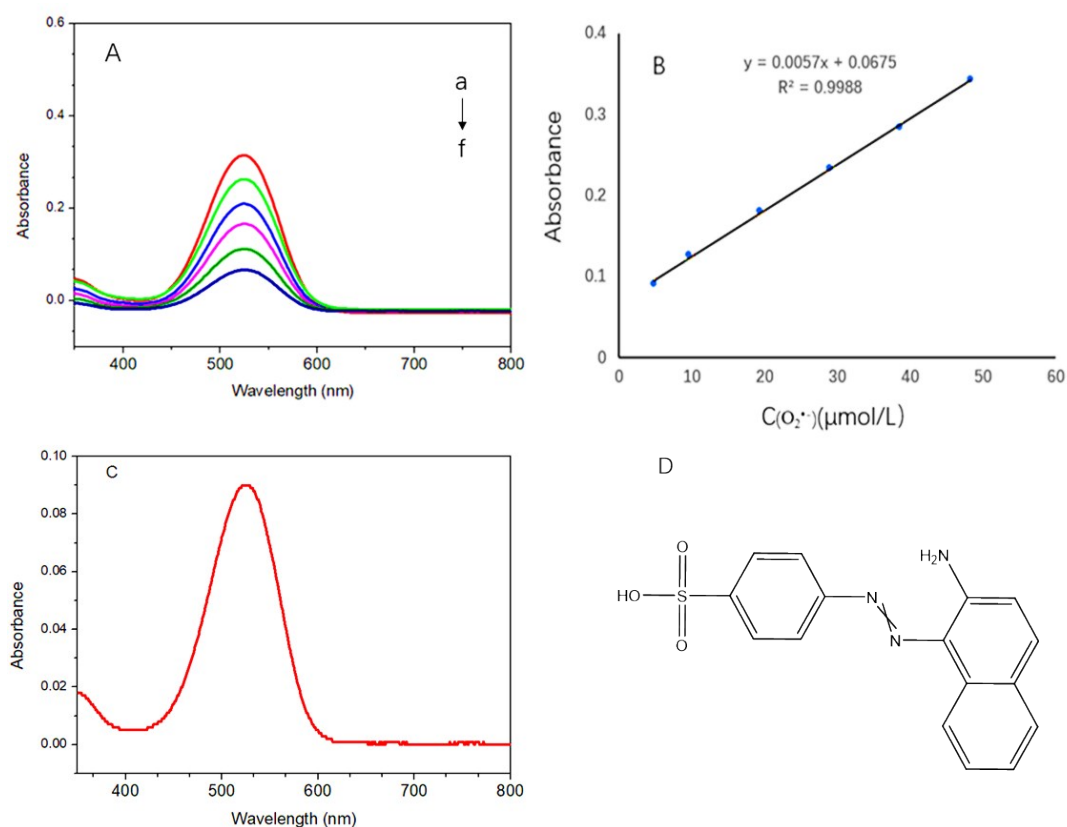 A
a
f
0.6
0.4
0.2
0.0
Absorbance
400 500 600 700 800
Wavelength (nm)
B
y = 0.0057x + 0.0675
R² = 0.9988
0.4
0.3
0.2
0.1
0
Absorbance
0 10 20 30 40 50 60
C(O₂•-)(μmol/L)
C
0.10
0.08
0.06
0.04
0.02
0.00
Absorbance
400 500 600 700 800
Wavelength (nm)
D
O
HO S
O
N
N
H₂N